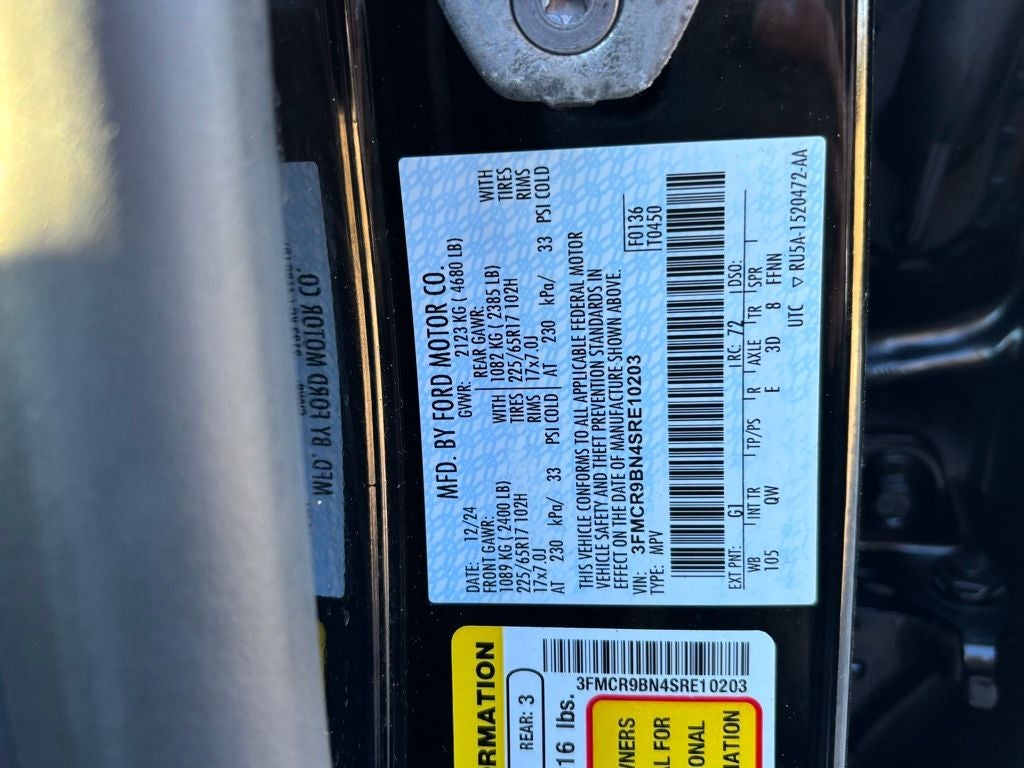 MFD. BY FORD MOTOR CO.
DATE: 12/24 GVWR: 2123 KG ( 4680 LB)
FRONT GAWR: REAR GAWR:
1089 KG ( 2400 LB) WITH 1082 KG ( 2385 LB) WITH
225/65R17 102H TIRES 225/65R17 102H TIRES
17x7.0J RIMS 17x7.0J RIMS
AT 230 kPa/ 33 PSI COLD AT 230 kPa/ 33 PSI COLD
THIS VEHICLE CONFORMS TO ALL APPLICABLE FEDERAL MOTOR
VEHICLE SAFETY AND THEFT PREVENTION STANDARDS IN
EFFECT ON THE DATE OF MANUFACTURE SHOWN ABOVE.
VIN: 3FMCR9BN4SRE10203 F0136
TYPE: MPV T0450
EXT PNT: G1 RC: 72 DSO:
WB INT TR TP/PS R AXLE TR SPR
105 QW E 3D 8 FFNN
UTC ▽ RU5A-1520472-AA
MFD. BY FORD MOTOR CO.
RMATION
REAR: 3
16 lbs.
3FMCR9BN4SRE10203
WNERS
AL FOR
IONAL
MATION